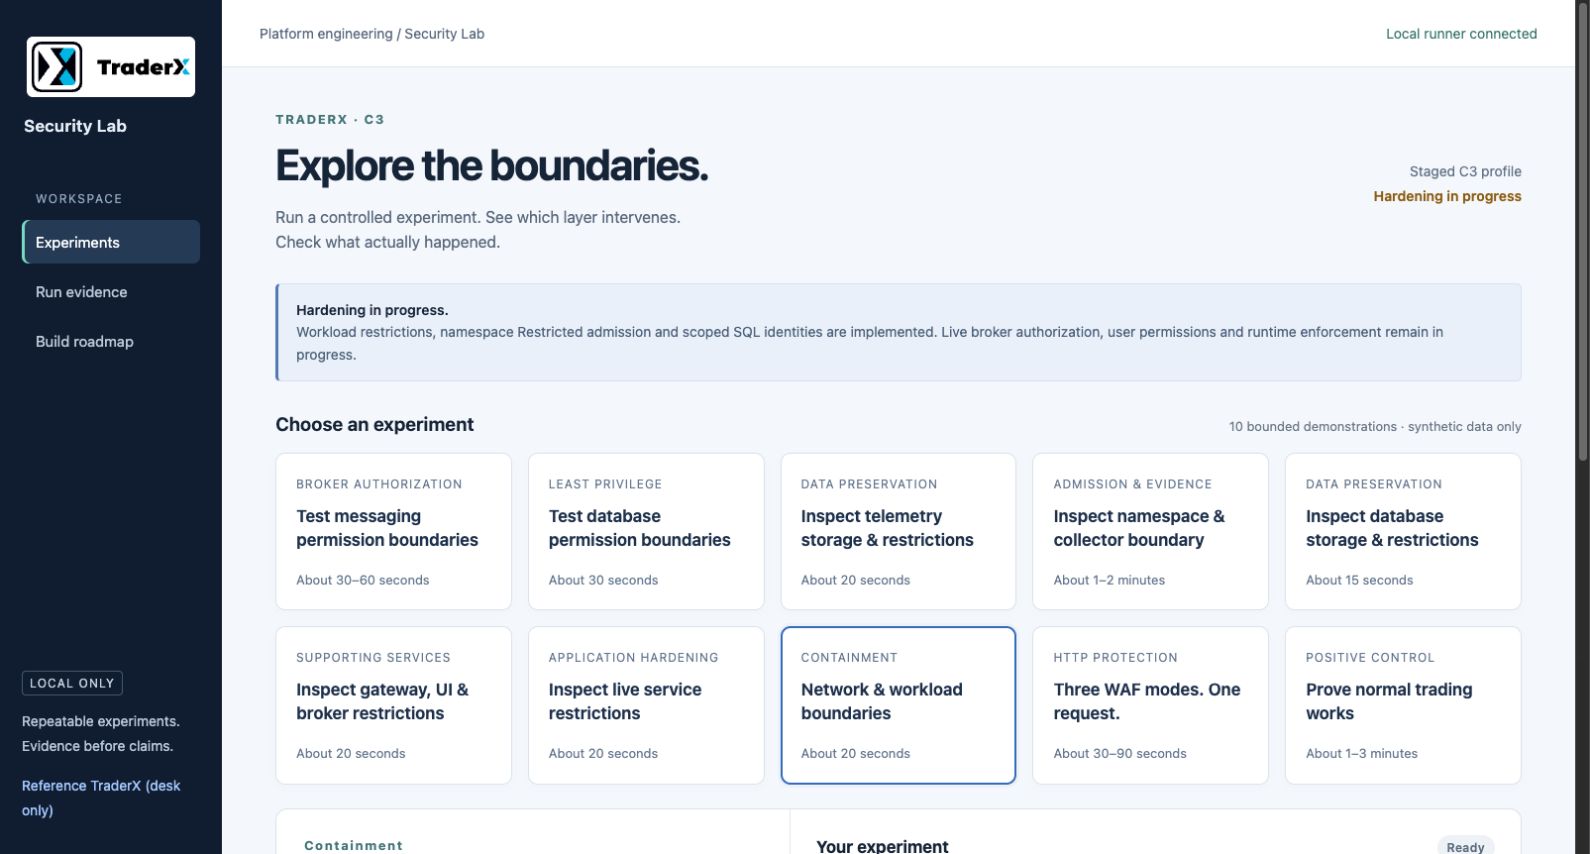 TraderX
Security Lab
WORKSPACE
Experiments
Run evidence
Build roadmap
LOCAL ONLY
Repeatable experiments.
Evidence before claims.
Reference TraderX (desk
only)
Platform engineering / Security Lab
Local runner connected
TRADERX · C3
Explore the boundaries.
Run a controlled experiment. See which layer intervenes.
Check what actually happened.
Staged C3 profile
Hardening in progress
Hardening in progress.
Workload restrictions, namespace Restricted admission and scoped SQL identities are implemented. Live broker authorization, user permissions and runtime enforcement remain in
progress.
Choose an experiment
10 bounded demonstrations · synthetic data only
BROKER AUTHORIZATION
Test messaging
permission boundaries
About 30–60 seconds
LEAST PRIVILEGE
Test database
permission boundaries
About 30 seconds
DATA PRESERVATION
Inspect telemetry
storage & restrictions
About 20 seconds
ADMISSION & EVIDENCE
Inspect namespace &
collector boundary
About 1–2 minutes
DATA PRESERVATION
Inspect database
storage & restrictions
About 15 seconds
SUPPORTING SERVICES
Inspect gateway, UI &
broker restrictions
About 20 seconds
APPLICATION HARDENING
Inspect live service
restrictions
About 20 seconds
CONTAINMENT
Network & workload
boundaries
About 20 seconds
HTTP PROTECTION
Three WAF modes. One
request.
About 30–90 seconds
POSITIVE CONTROL
Prove normal trading
works
About 1–3 minutes
Containment
Your experiment
Ready